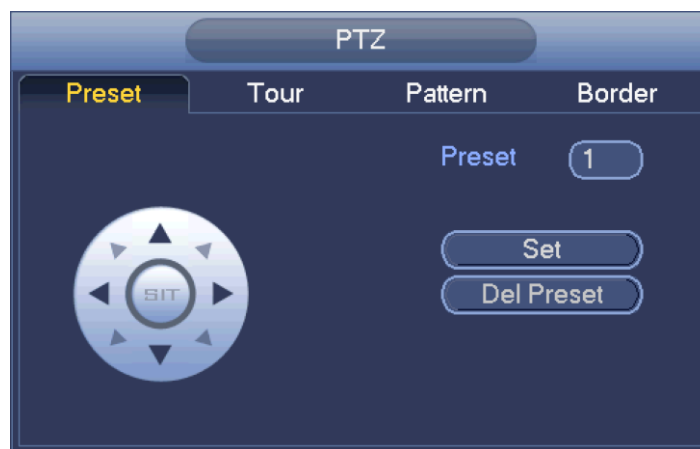 PTZ
Preset Tour Pattern Border
Preset 1
SIT
Set
Del Preset